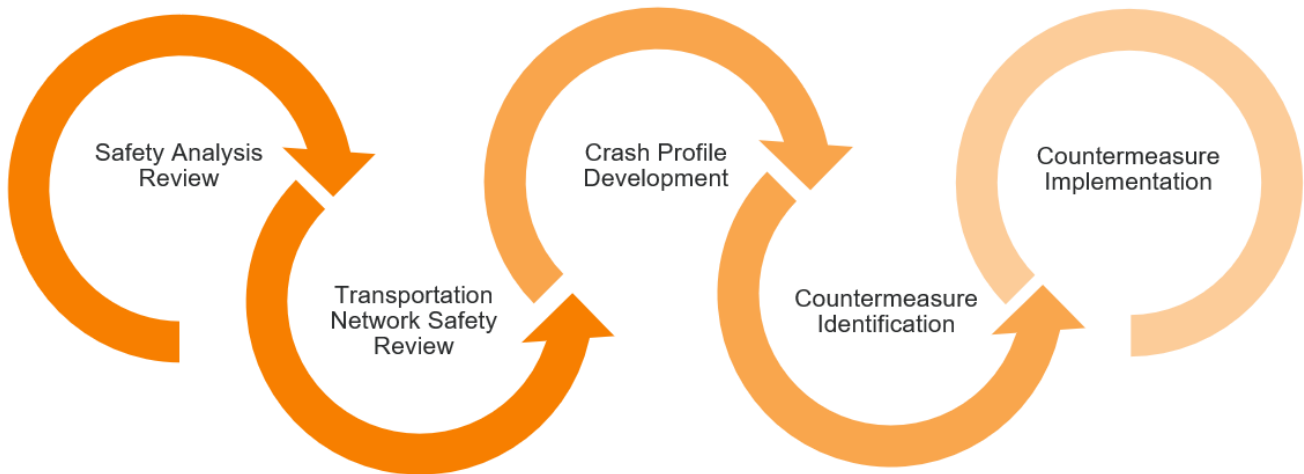 Safety Analysis
Review
Transportation
Network Safety
Review
Crash Profile
Development
Countermeasure
Identification
Countermeasure
Implementation